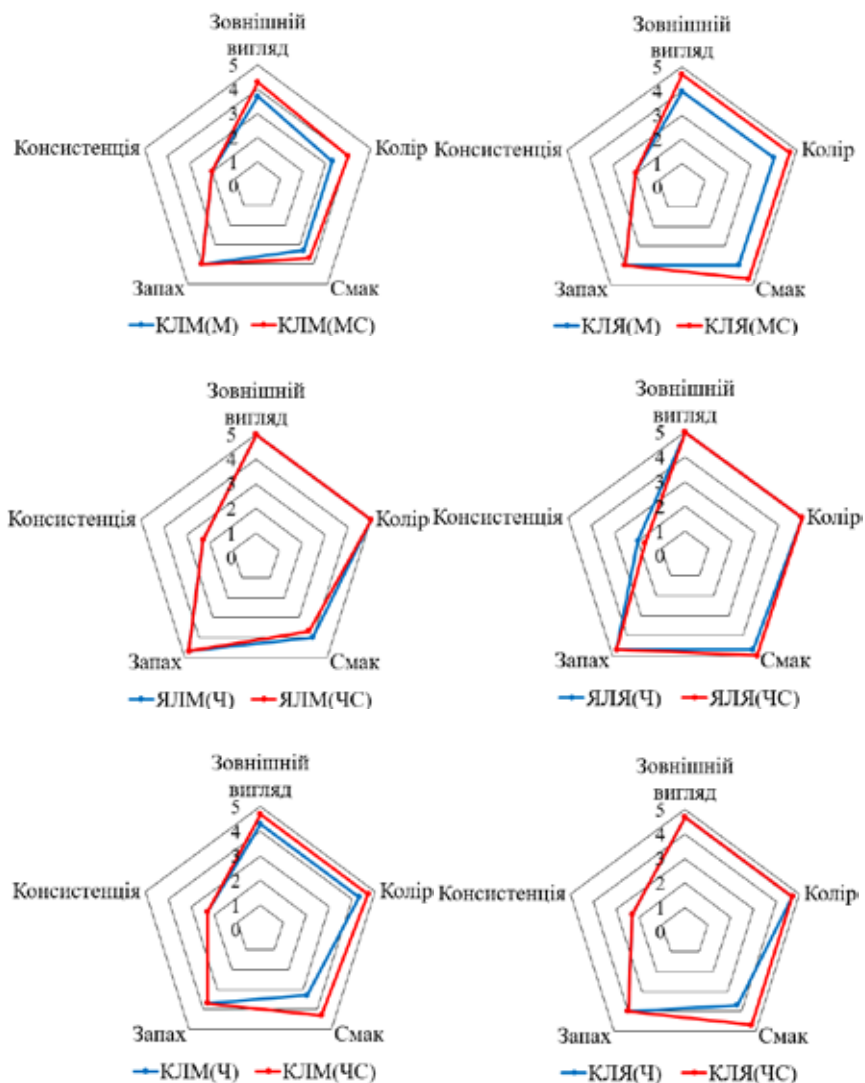 Зовнішній
вигляд
5
4
3
2
1
0
Консистенція
Колір
Запах
Смак
КЛМ(М) КЛМ(МС)
Зовнішній
вигляд
5
4
3
2
1
0
Консистенція
Колір
Запах
Смак
КЛЯ(М) КЛЯ(МС)
Зовнішній
вигляд
5
4
3
2
1
0
Консистенція
Колір
Запах
Смак
ЯЛМ(Ч) ЯЛМ(ЧС)
Зовнішній
вигляд
5
4
3
2
1
0
Консистенція
Колір
Запах
Смак
ЯЛЯ(Ч) ЯЛЯ(ЧС)
Зовнішній
вигляд
5
4
3
2
1
0
Консистенція
Колір
Запах
Смак
КЛМ(Ч) КЛМ(ЧС)
Зовнішній
вигляд
5
4
3
2
1
0
Консистенція
Колір
Запах
Смак
КЛЯ(Ч) КЛЯ(ЧС)